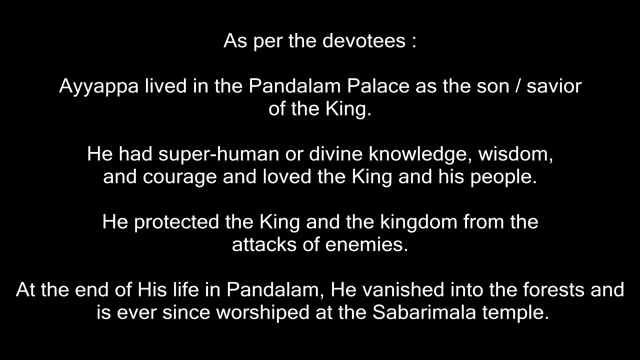 As per the devotees :
Ayyappa lived in the Pandalam Palace as the son / savior
of the King.
He had super-human or divine knowledge, wisdom,
and courage and loved the King and his people.
He protected the King and the kingdom from the
attacks of enemies.
At the end of His life in Pandalam, He vanished into the forests and
is ever since worshiped at the Sabarimala temple.